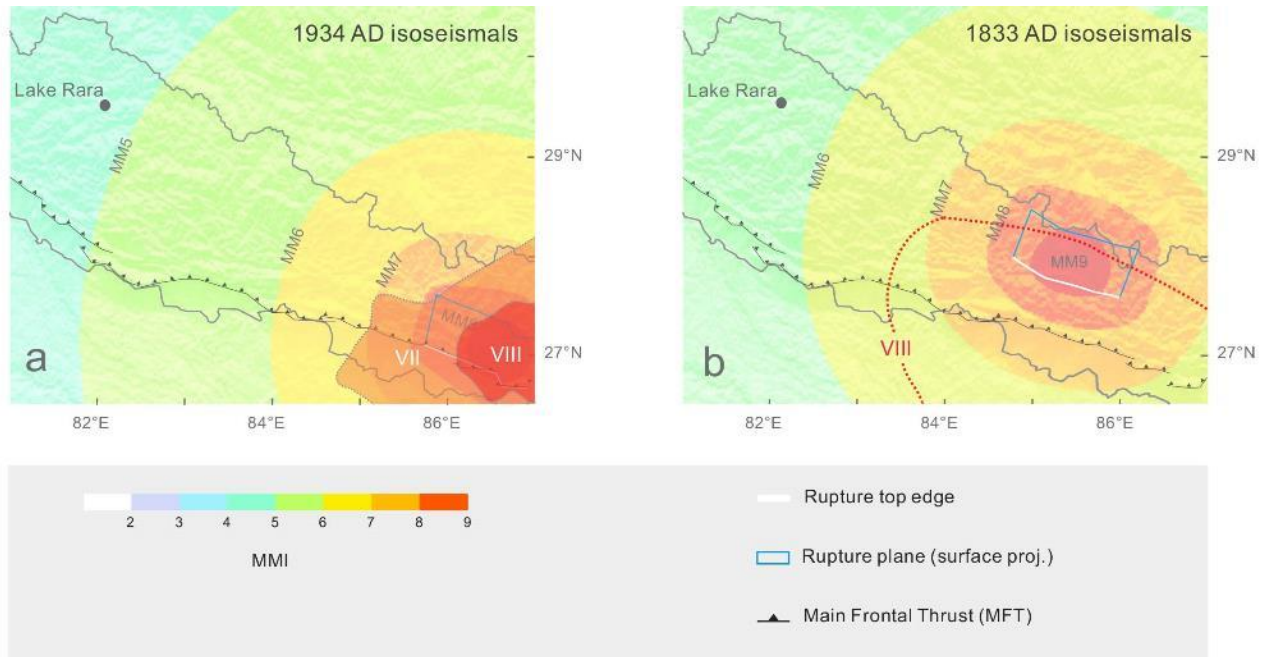 1934 AD isoseismals
Lake Rara
MM5
MM6
MM7
VII
VIII
a
82°E
84°E
86°E
29°N
27°N
1833 AD isoseismals
Lake Rara
MM6
MM7
MM8
MM9
VIII
b
82°E
84°E
86°E
29°N
27°N
2 3 4 5 6 7 8 9
MMI
Rupture top edge
Rupture plane (surface proj.)
Main Frontal Thrust (MFT)